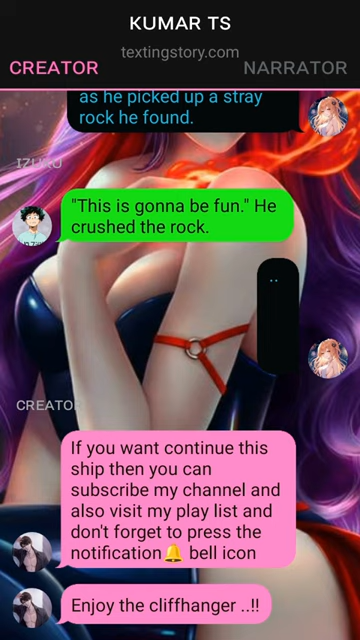 KUMAR TS
textingstory.com
CREATOR
NARRATOR
as he picked up a stray
rock he found.
IZUKU
"This is gonna be fun." He
crushed the rock.
..
CREATOR
If you want continue this
ship then you can
subscribe my channel and
also visit my play list and
don't forget to press the
notification🔔 bell icon
Enjoy the cliffhanger ..!!